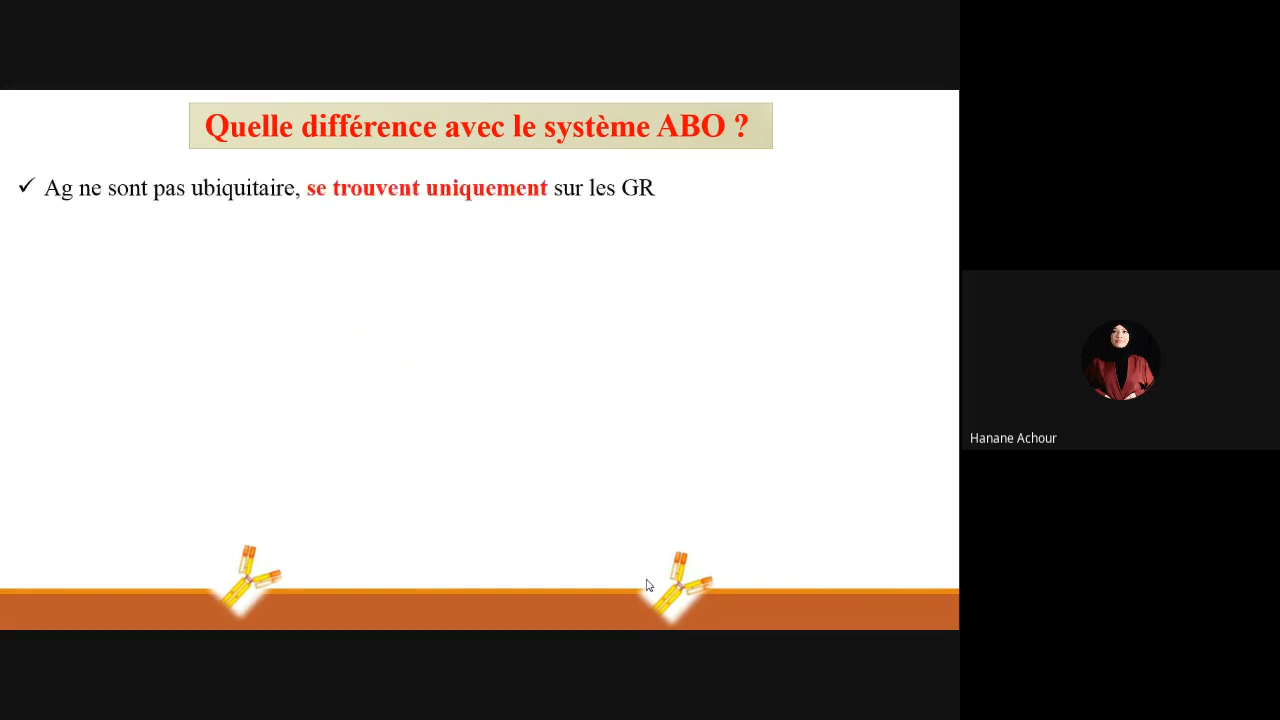 Quelle différence avec le système ABO ?
✓ Ag ne sont pas ubiquitaire, se trouvent uniquement sur les GR
Hanane Achour